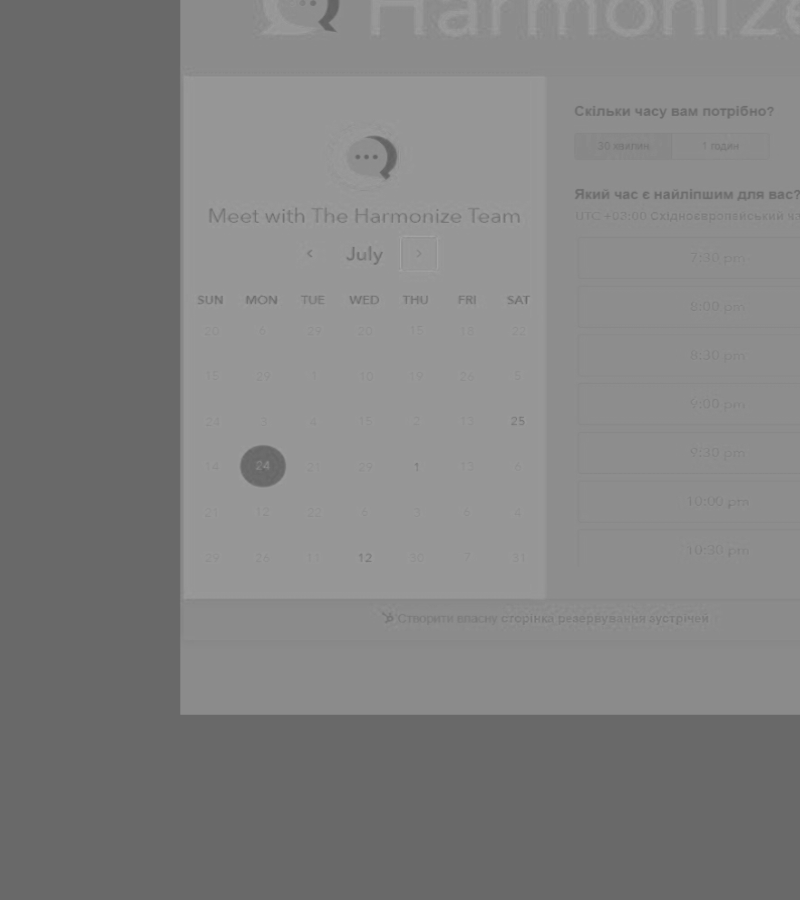 Harmonize
Meet with The Harmonize Team
‹ July ›
SUN MON TUE WED THU FRI SAT
20 6 29 20 15 18 22
15 29 1 10 19 26 5
24 3 4 15 2 13 25
14 24 29 1 13 6
21 12 22 6 3 6 4
29 26 11 12 30 7 31
Скільки часу вам потрібно?
30 хвилин 1 годин
Який час є найліпшим для вас?
UTC +02:00 Східноєвропейський
7:30 pm
8:00 pm
8:30 pm
9:00 pm
9:30 pm
10:00 pm
10:30 pm
Створити власну сторінка резервування зустрічей